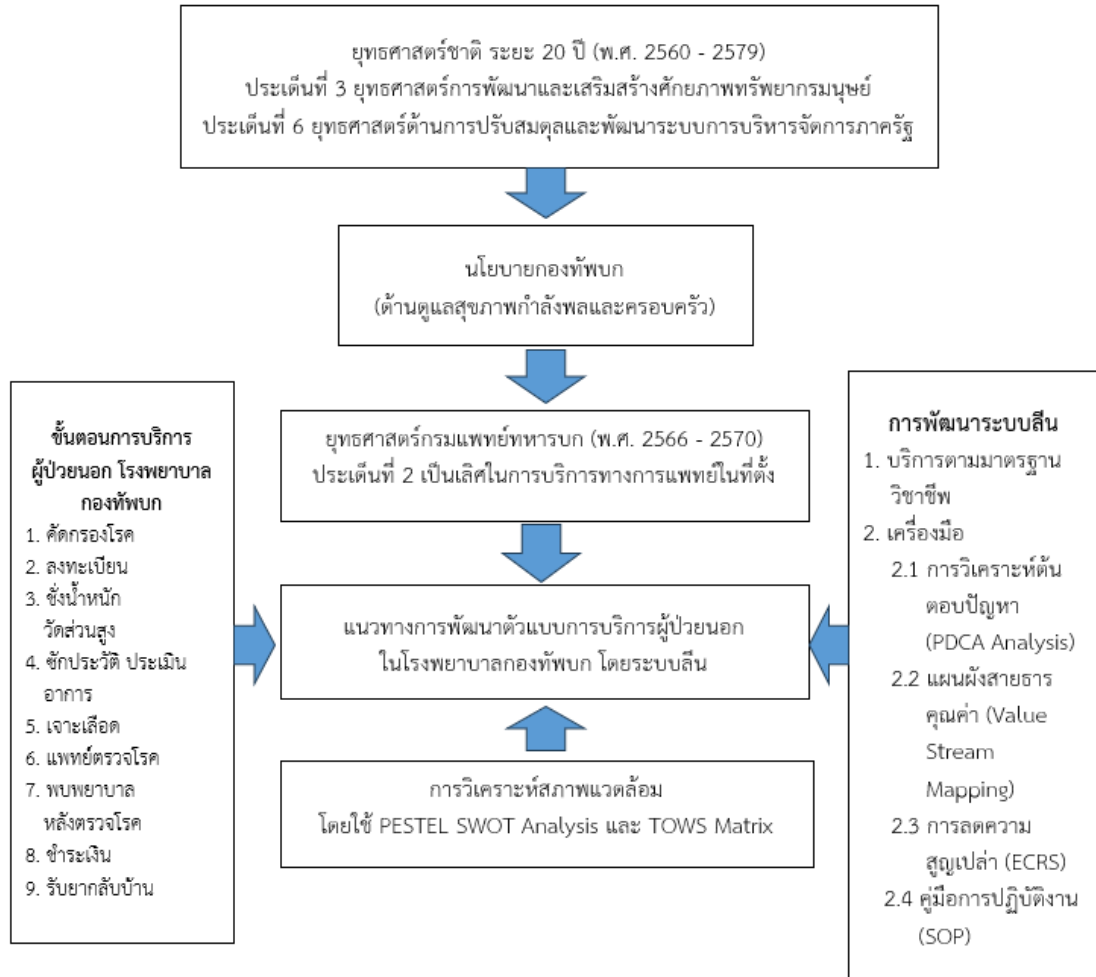 ยุทธศาสตร์ชาติ ระยะ 20 ปี (พ.ศ. 2560 - 2579)
ประเด็นที่ 3 ยุทธศาสตร์การพัฒนาและเสริมสร้างศักยภาพทรัพยากรมนุษย์
ประเด็นที่ 6 ยุทธศาสตร์ด้านการปรับสมดุลและพัฒนาระบบการบริหารจัดการภาครัฐ
นโยบายกองทัพบก
(ด้านดูแลสุขภาพกำลังพลและครอบครัว)
ยุทธศาสตร์กรมแพทย์ทหารบก (พ.ศ. 2566 - 2570)
ประเด็นที่ 2 เป็นเลิศในการบริการทางการแพทย์ในที่ตั้ง
ขั้นตอนการบริการ
ผู้ป่วยนอก โรงพยาบาล
กองทัพบก
1. คัดกรองโรค
2. ลงทะเบียน
3. ชั่งน้ำหนัก
วัดส่วนสูง
4. ซักประวัติ ประเมิน
อาการ
5. เจาะเลือด
6. แพทย์ตรวจโรค
7. พบพยาบาล
หลังตรวจโรค
8. ชำระเงิน
9. รับยากลับบ้าน
แนวทางการพัฒนาตัวแบบการบริการผู้ป่วยนอก
ในโรงพยาบาลกองทัพบก โดยระบบลีน
การวิเคราะห์สภาพแวดล้อม
โดยใช้ PESTEL SWOT Analysis และ TOWS Matrix
การพัฒนาระบบลีน
1. บริการตามมาตรฐาน
วิชาชีพ
2. เครื่องมือ
2.1 การวิเคราะห์ต้น
ตอบปัญหา
(PDCA Analysis)
2.2 แผนผังสายธาร
คุณค่า (Value
Stream
Mapping)
2.3 การลดความ
สูญเปล่า (ECRS)
2.4 คู่มือการปฏิบัติงาน
(SOP)